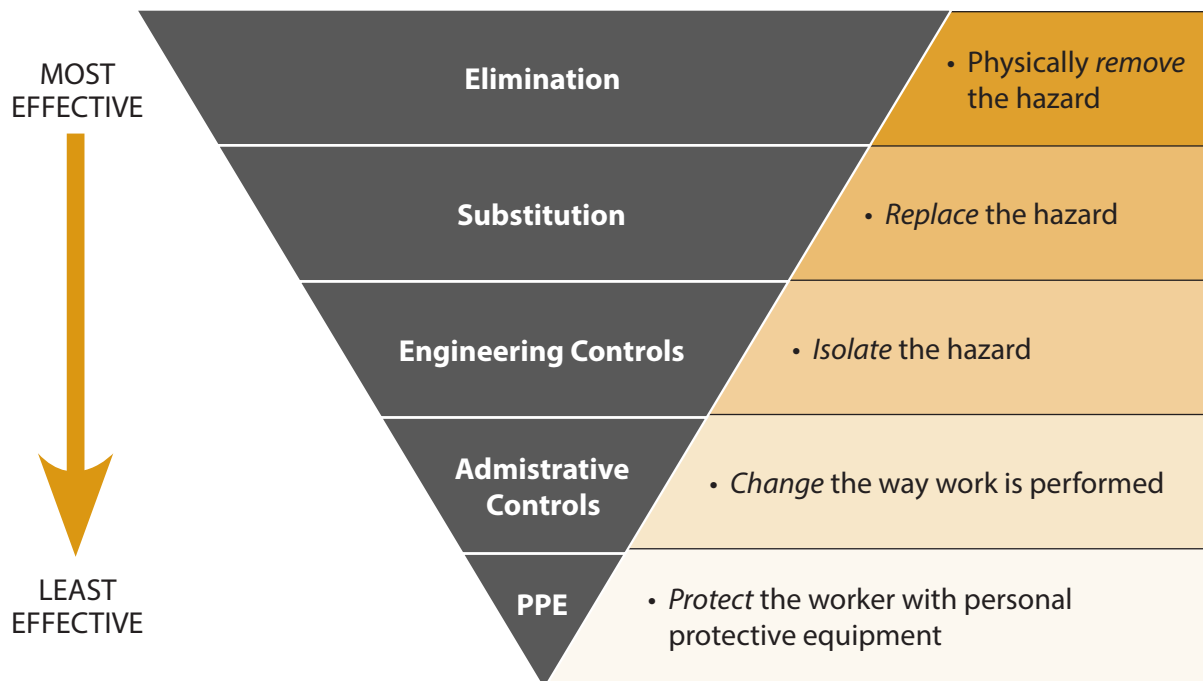 MOST
EFFECTIVE
Elimination
• Physically remove
the hazard
Substitution
• Replace the hazard
Engineering Controls
• Isolate the hazard
Admistrative
Controls
• Change the way work is performed
LEAST
EFFECTIVE
PPE
• Protect the worker with personal
protective equipment